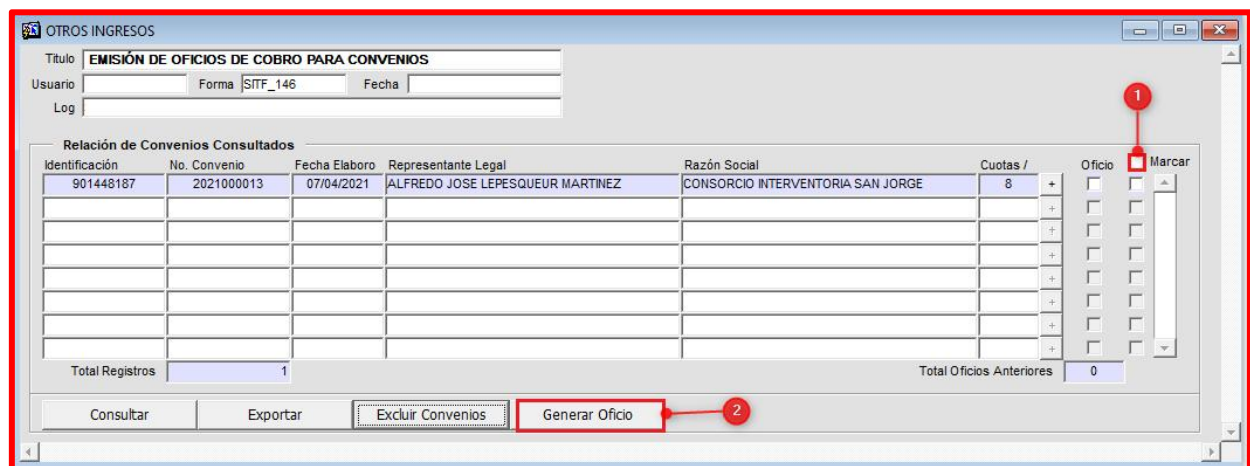 OTROS INGRESOS
Titulo EMISIÓN DE OFICIOS DE COBRO PARA CONVENIOS
Usuario Forma SITF_146 Fecha
Log
1
Relación de Convenios Consultados
Identificación No. Convenio Fecha Elaboro Representante Legal Razón Social Cuotas / Oficio Marcar
901448187 2021000013 07/04/2021 ALFREDO JOSE LEPESQUEUR MARTINEZ CONSORCIO INTERVENTORIA SAN JORGE 8 +
+
+
+
+
+
+
+
Total Registros 1 Total Oficios Anteriores 0
Consultar Exportar Excluir Convenios Generar Oficio 2